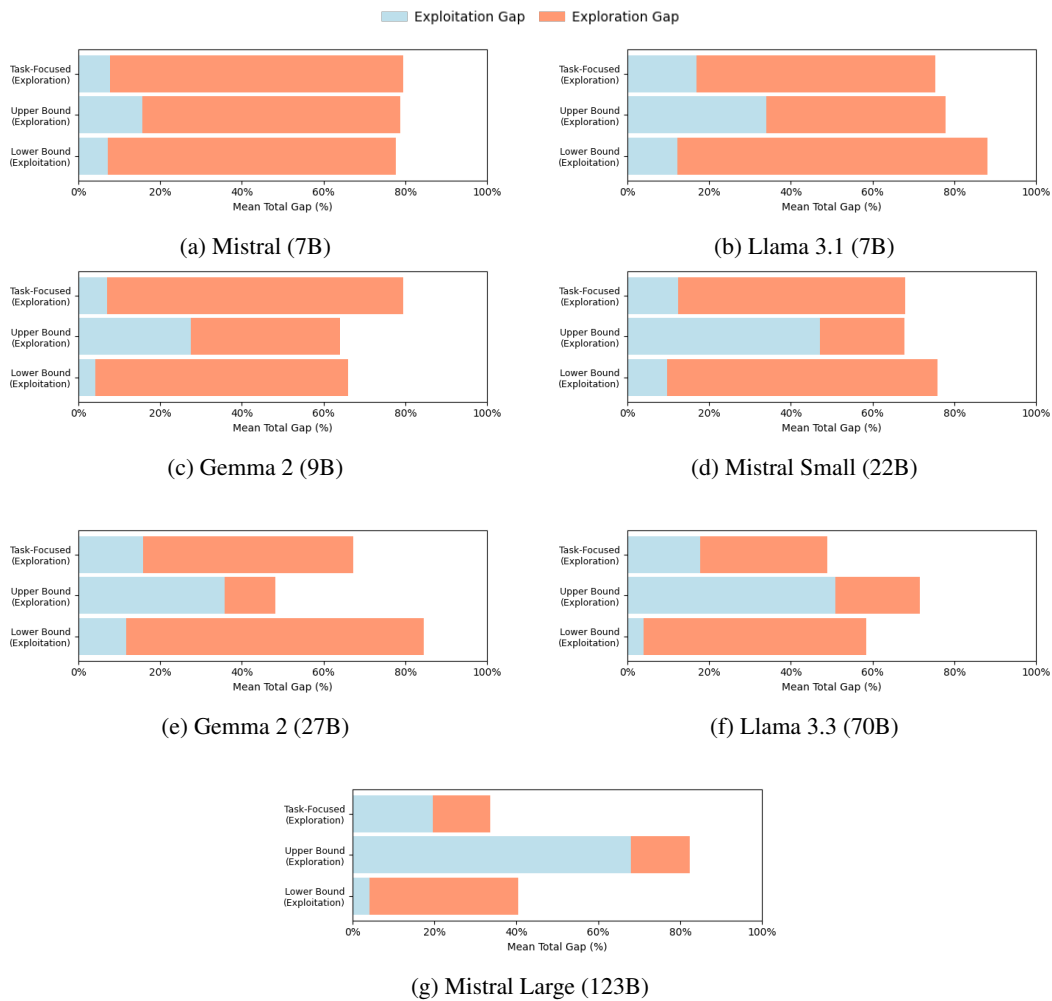 Exploitation Gap Exploration Gap
Task-Focused
(Exploration)
Upper Bound
(Exploration)
Lower Bound
(Exploitation)
0% 20% 40% 60% 80% 100%
Mean Total Gap (%)
(a) Mistral (7B)
Task-Focused
(Exploration)
Upper Bound
(Exploration)
Lower Bound
(Exploitation)
0% 20% 40% 60% 80% 100%
Mean Total Gap (%)
(b) Llama 3.1 (7B)
Task-Focused
(Exploration)
Upper Bound
(Exploration)
Lower Bound
(Exploitation)
0% 20% 40% 60% 80% 100%
Mean Total Gap (%)
(c) Gemma 2 (9B)
Task-Focused
(Exploration)
Upper Bound
(Exploration)
Lower Bound
(Exploitation)
0% 20% 40% 60% 80% 100%
Mean Total Gap (%)
(d) Mistral Small (22B)
Task-Focused
(Exploration)
Upper Bound
(Exploration)
Lower Bound
(Exploitation)
0% 20% 40% 60% 80% 100%
Mean Total Gap (%)
(e) Gemma 2 (27B)
Task-Focused
(Exploration)
Upper Bound
(Exploration)
Lower Bound
(Exploitation)
0% 20% 40% 60% 80% 100%
Mean Total Gap (%)
(f) Llama 3.3 (70B)
Task-Focused
(Exploration)
Upper Bound
(Exploration)
Lower Bound
(Exploitation)
0% 20% 40% 60% 80% 100%
Mean Total Gap (%)
(g) Mistral Large (123B)